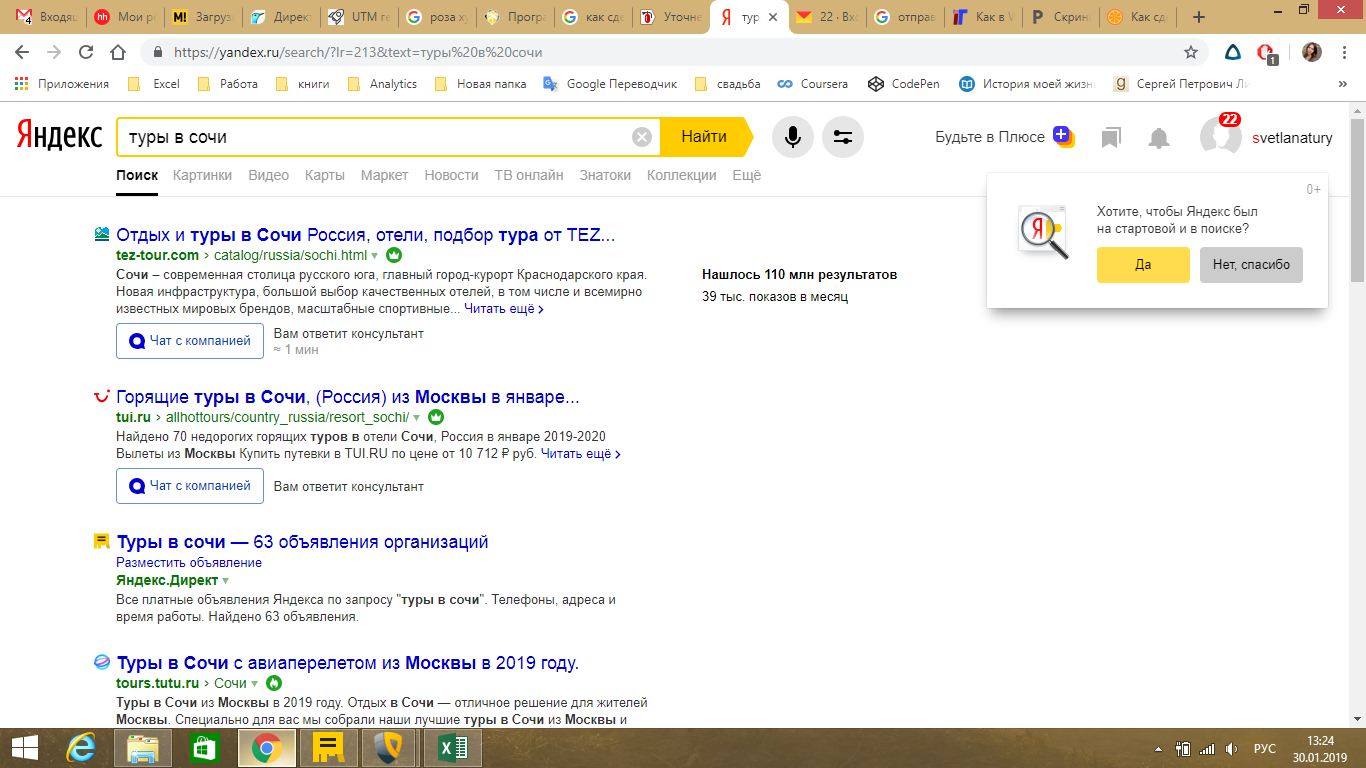 Входящ
Мои ре
Загрузи
Директ
UTM ге
роза ху
Програ
как сде
Уточне
тур
22 · Вхо
отправ
Как в W
Скрин
Как сде
https://yandex.ru/search/?lr=213&text=туры%20в%20сочи
1
Приложения
Excel
Работа
книги
Analytics
Новая папка
Google Переводчик
свадьба
Coursera
CodePen
История моей жизн
Сергей Петрович Ли
»
Яндекс
туры в сочи
Найти
Будьте в Плюсе
22
svetlanatury
Поиск Картинки Видео Карты Маркет Новости ТВ онлайн Знатоки Коллекции Ещё
0+
Хотите, чтобы Яндекс был
на стартовой и в поиске?
Да
Нет, спасибо
Отдых и туры в Сочи Россия, отели, подбор тура от TEZ...
tez-tour.com › catalog/russia/sochi.html
Сочи – современная столица русского юга, главный город-курорт Краснодарского края.
Новая инфраструктура, большой выбор качественных отелей, в том числе и всемирно
известных мировых брендов, масштабные спортивные... Читать ещё ›
Чат с компанией
Вам ответит консультант
≈ 1 мин
Нашлось 110 млн результатов
39 тыс. показов в месяц
Горящие туры в Сочи, (Россия) из Москвы в январе...
tui.ru › allhottours/country_russia/resort_sochi/
Найдено 70 недорогих горящих туров в отели Сочи, Россия в январе 2019-2020
Вылеты из Москвы Купить путевки в TUI.RU по цене от 10 712 ₽ руб. Читать ещё ›
Чат с компанией
Вам ответит консультант
Туры в сочи — 63 объявления организаций
Разместить объявление
Яндекс.Директ
Все платные объявления Яндекса по запросу "туры в сочи". Телефоны, адреса и
время работы. Найдено 63 объявления.
Туры в Сочи с авиаперелетом из Москвы в 2019 году.
tours.tutu.ru › Сочи
Туры в Сочи из Москвы в 2019 году. Отдых в Сочи — отличное решение для жителей
Москвы. Специально для вас мы собрали наши лучшие туры в Сочи из Москвы и
РУС
13:24
30.01.2019